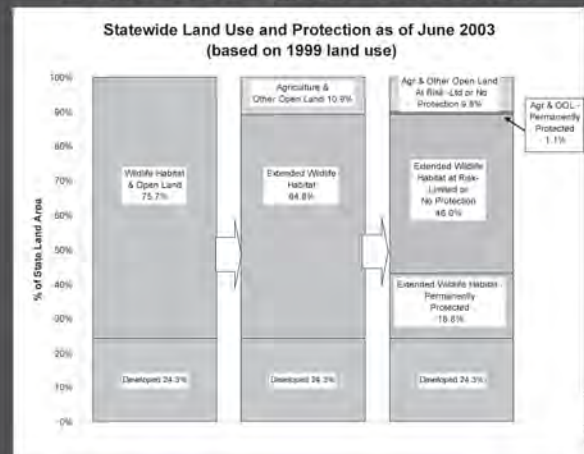 Statewide Land Use and Protection as of June 2003
(based on 1999 land use)
% of State Land Area
100%
90%
80%
70%
60%
50%
40%
30%
20%
10%
0%
Wildlife Habitat
& Open Land
75.7%
Developed 24.3%
Agriculture &
Other Open Land 10.9%
Extended Wildlife
Habitat
64.8%
Developed 24.3%
Agr & Other Open Land
At Risk--Ltd or No
Protection 9.8%
Agr & OOL -
Permanently
Protected
1.1%
Extended Wildlife
Habitat at Risk-
Limited or
No Protection
46.0%
Extended Wildlife Habitat -
Permanently
Protected
18.8%
Developed 24.3%